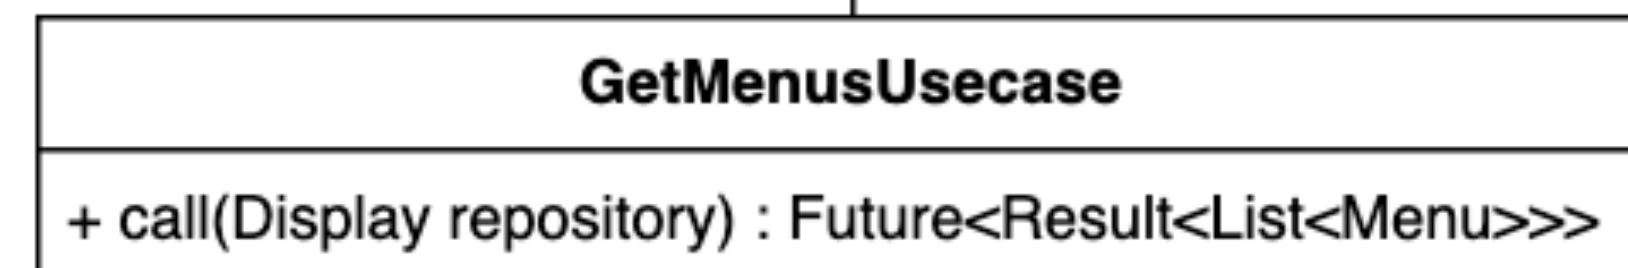 GetMenusUsecase
+ call(Display repository) : Future<Result<List<Menu>>>